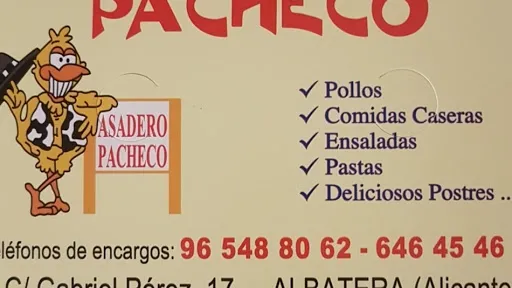 PACHECO
ASADERO
PACHECO
✓ Pollos
✓ Comidas Caseras
✓ Ensaladas
✓ Pastas
✓ Deliciosos Postres ..
eléfonos de encargos: 96 548 80 62 - 646 45 46
C/ Gabriel Pérez, 17 ALBATERA (Alicante